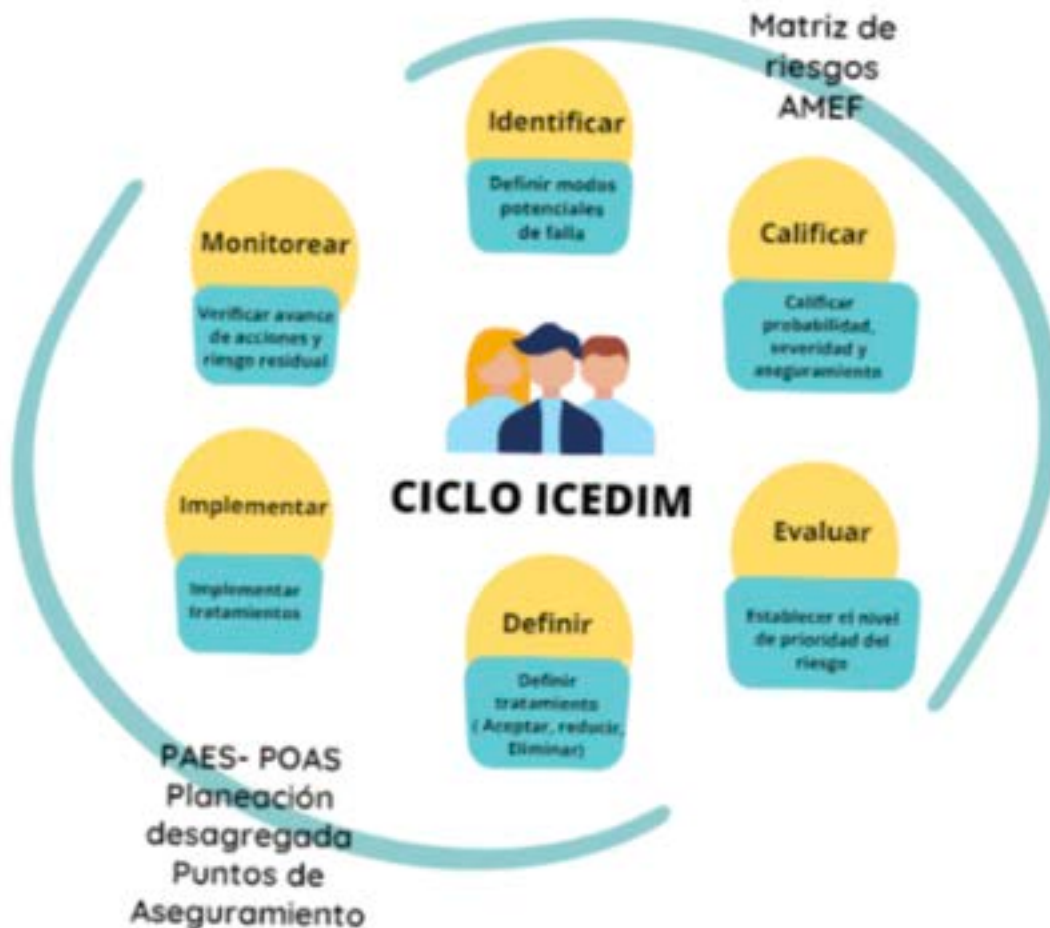 Matriz de
riesgos
AMEF
Identificar
Definir modos
potenciales
de falla
Calificar
Calificar
probabilidad,
severidad y
aseguramiento
Evaluar
Establecer el nivel
de prioridad del
riesgo
Definir
Definir
tratamiento
( Aceptar, reducir,
Eliminar)
Implementar
Implementar
tratamientos
Monitorear
Verificar avance
de acciones y
riesgo residual
CICLO ICEDIM
PAES- POAS
Planeación
desagregada
Puntos de
Aseguramiento